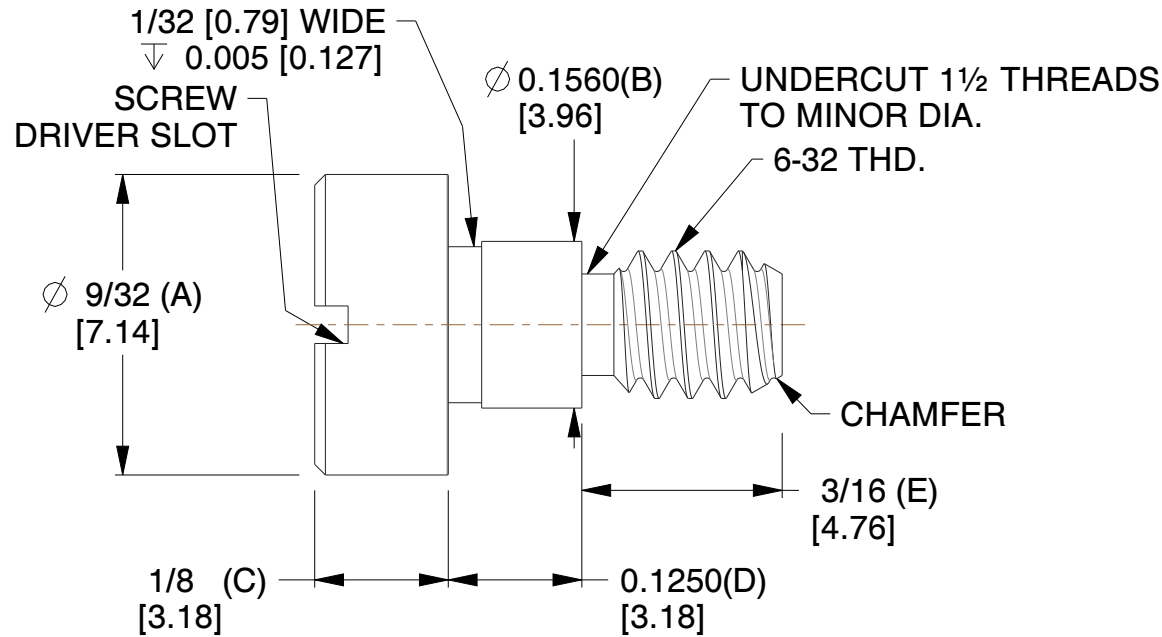 1/32 [0.79] WIDE
↧ 0.005 [0.127]
SCREW
DRIVER SLOT
⌀ 0.1560(B)
[3.96]
UNDERCUT 1½ THREADS
TO MINOR DIA.
6-32 THD.
⌀ 9/32 (A)
[7.14]
CHAMFER
3/16 (E)
[4.76]
1/8 (C)
[3.18]
0.1250(D)
[3.18]